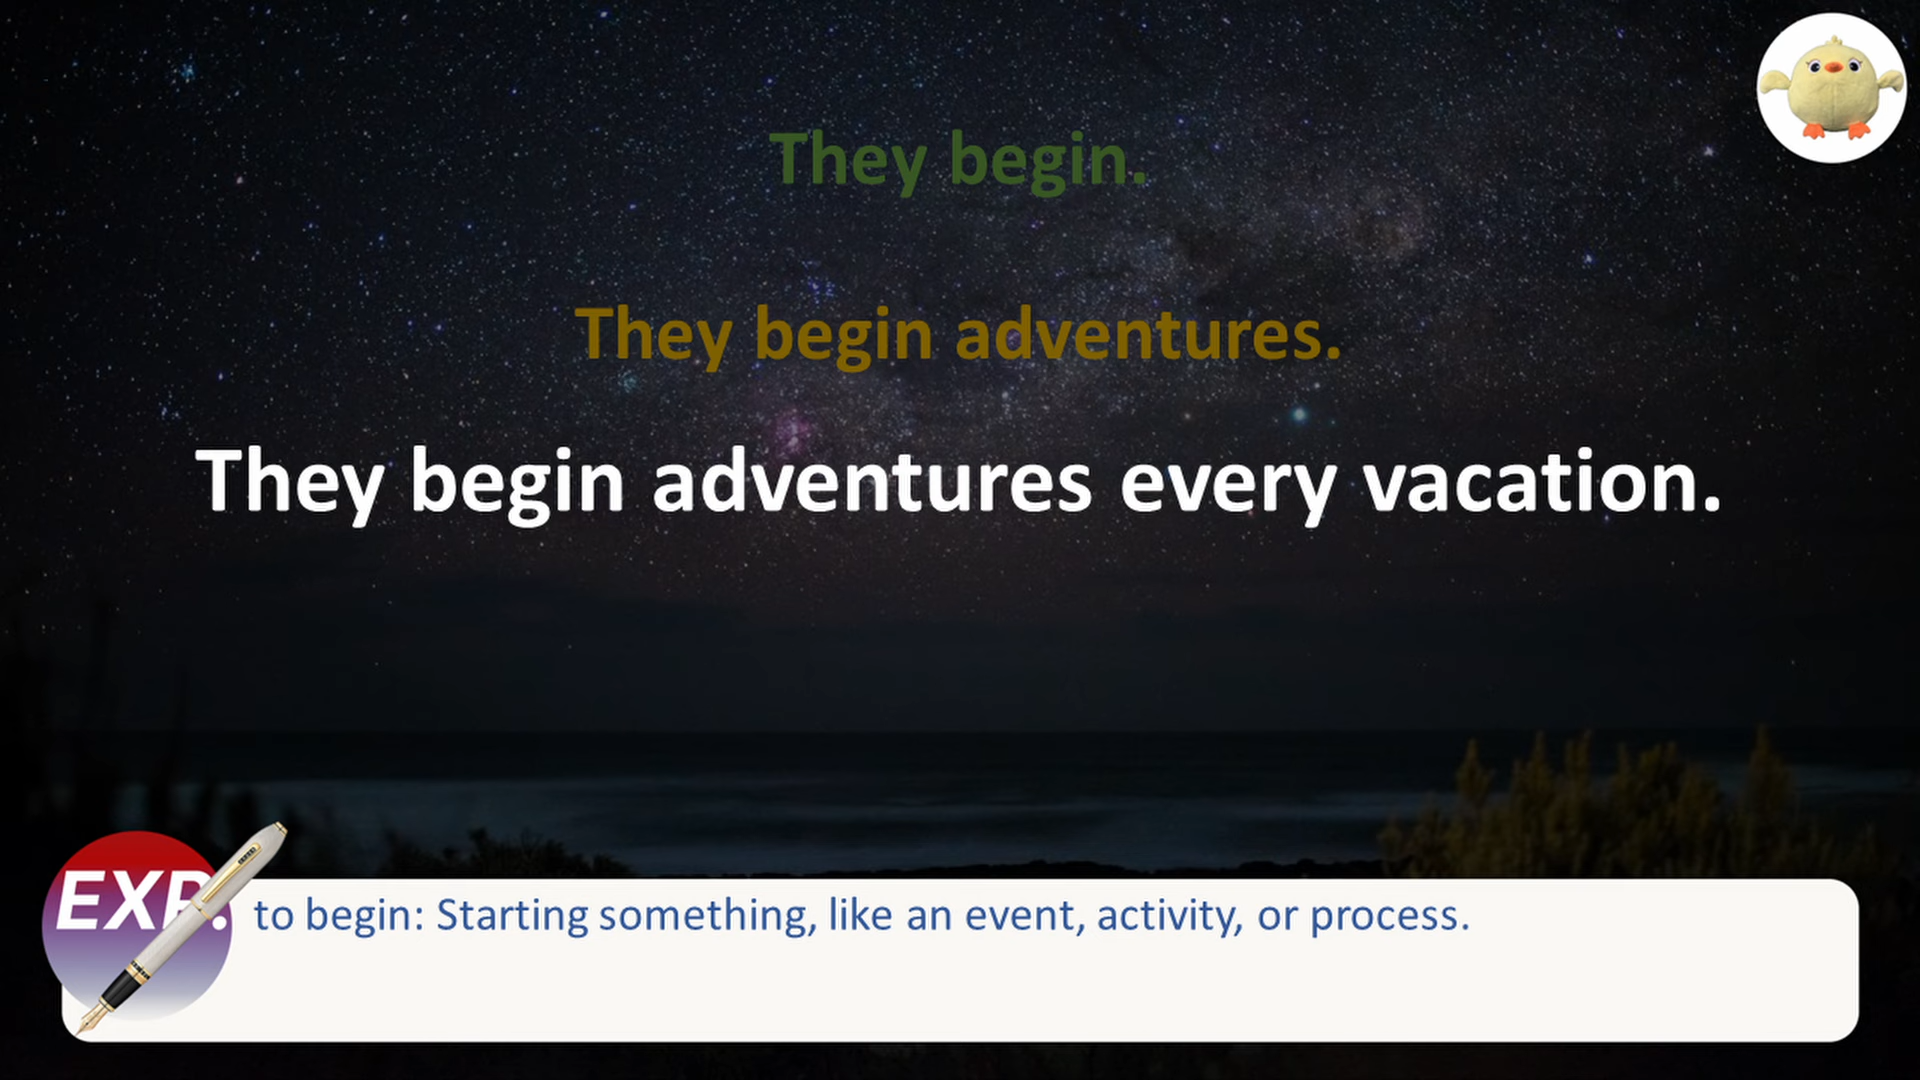 They begin.
They begin adventures.
They begin adventures every vacation.
EXP.
to begin: Starting something, like an event, activity, or process.